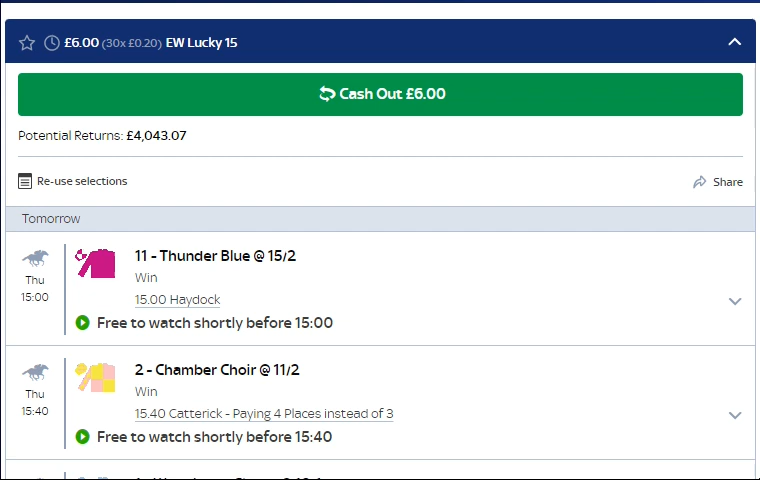 £6.00 (30x £0.20) EW Lucky 15
Cash Out £6.00
Potential Returns: £4,043.07
Re-use selections
Share
Tomorrow
11 - Thunder Blue @ 15/2
Win
Thu
15:00
15.00 Haydock
Free to watch shortly before 15:00
2 - Chamber Choir @ 11/2
Win
Thu
15:40
15.40 Catterick - Paying 4 Places instead of 3
Free to watch shortly before 15:40